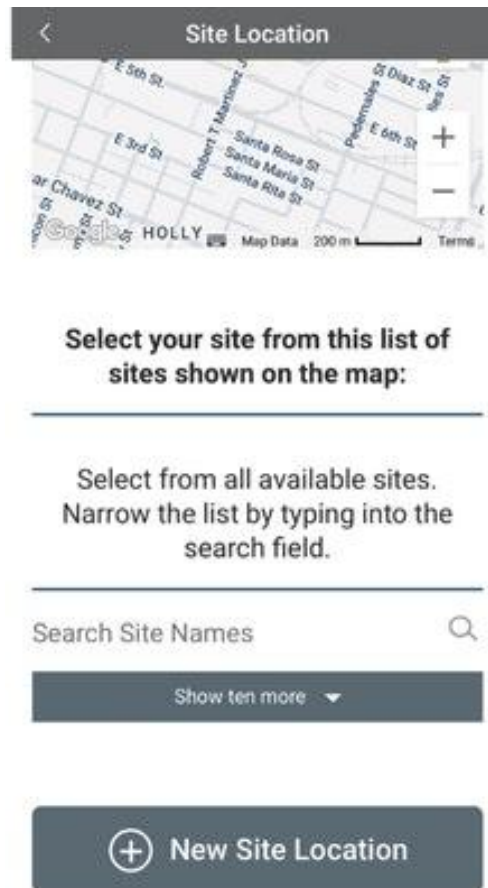 Site Location
E 5th St.
Robert T Martinez J
S Diaz St
Pedernales
E 6th St
E 3rd St
Santa Rosa St
Santa Maria St
Santa Rita St
ar Chavez St
Google
HOLLY
Map Data
200 m
Terms
Select your site from this list of
sites shown on the map:
Select from all available sites.
Narrow the list by typing into the
search field.
Search Site Names
Show ten more
New Site Location